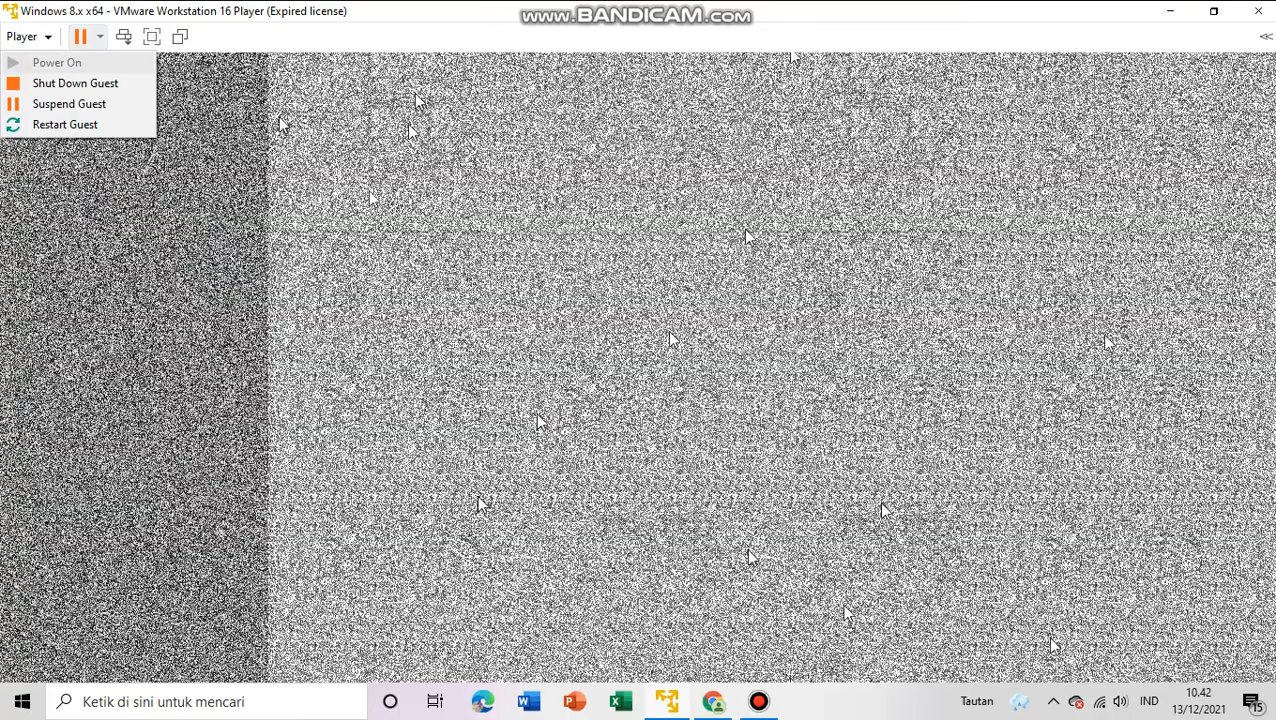 Windows 8.x x64 - VMware Workstation 16 Player (Expired license)
www.BANDICAM.com
Player
Power On
Shut Down Guest
Suspend Guest
Restart Guest
Ketik di sini untuk mencari
Tautan
IND
10.42
13/12/2021
15